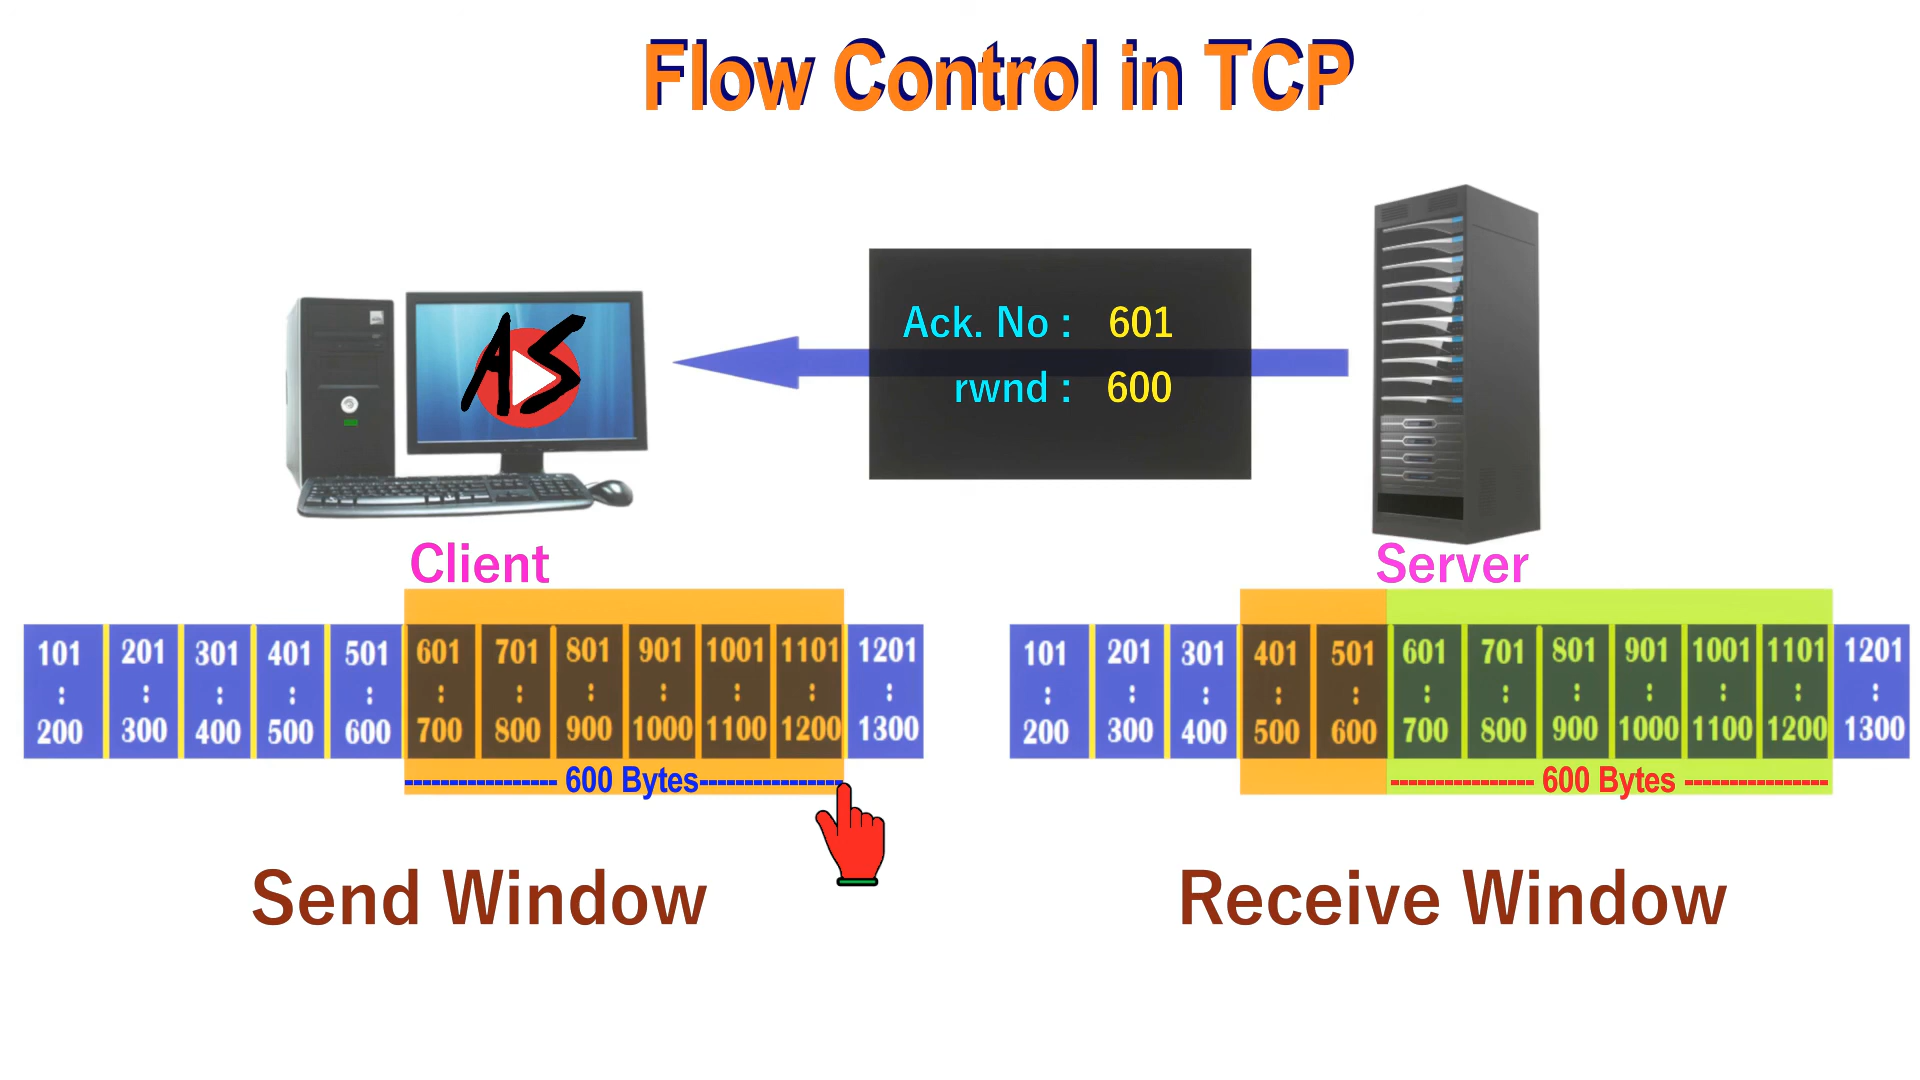 Flow Control in TCP
Ack. No : 601
rwnd : 600
AS
Client
Server
101 201 301 401 501 601 701 801 901 1001 1101 1201
: : : : : : : : : : : :
200 300 400 500 600 700 800 900 1000 1100 1200 1300
----------------- 600 Bytes----------------
101 201 301 401 501 601 701 801 901 1001 1101 1201
: : : : : : : : : : : :
200 300 400 500 600 700 800 900 1000 1100 1200 1300
---------------- 600 Bytes ----------------
Send Window
Receive Window